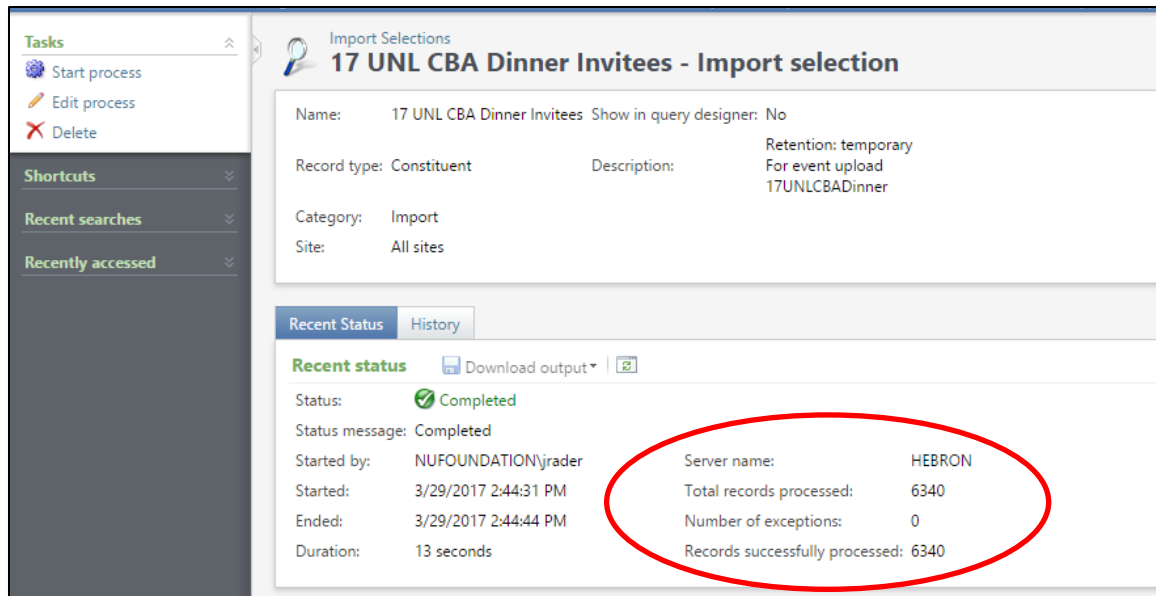 Tasks
Start process
Edit process
Delete
Shortcuts
Recent searches
Recently accessed
Import Selections
17 UNL CBA Dinner Invitees - Import selection
Name: 17 UNL CBA Dinner Invitees Show in query designer: No
Record type: Constituent Description: Retention: temporary
For event upload
17UNLCBADinner
Category: Import
Site: All sites
Recent Status History
Recent status Download output
Status: Completed
Status message: Completed
Started by: NUFOUNDATION\jrader Server name: HEBRON
Started: 3/29/2017 2:44:31 PM Total records processed: 6340
Ended: 3/29/2017 2:44:44 PM Number of exceptions: 0
Duration: 13 seconds Records successfully processed: 6340